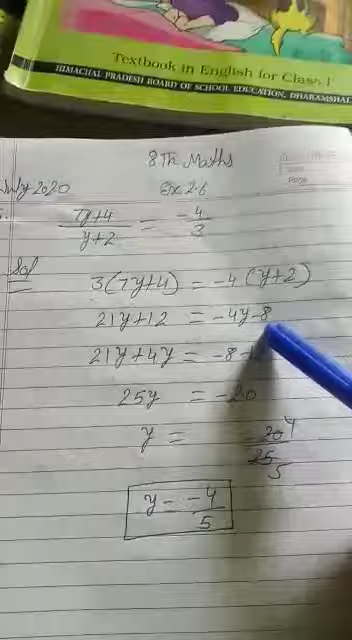 Textbook in English for Class
HIMACHAL PRADESH BOARD OF SCHOOL EDUCATION, DHARAMSHAL
8th Maths
July 2020
Ex 2.6
7y+4/y+2 = -4/3
Sol
3(7y+4) = -4(y+2)
21y+12 = -4y-8
21y+4y = -8-
25y = -20
y = 20 4/25 5
y = -4/5